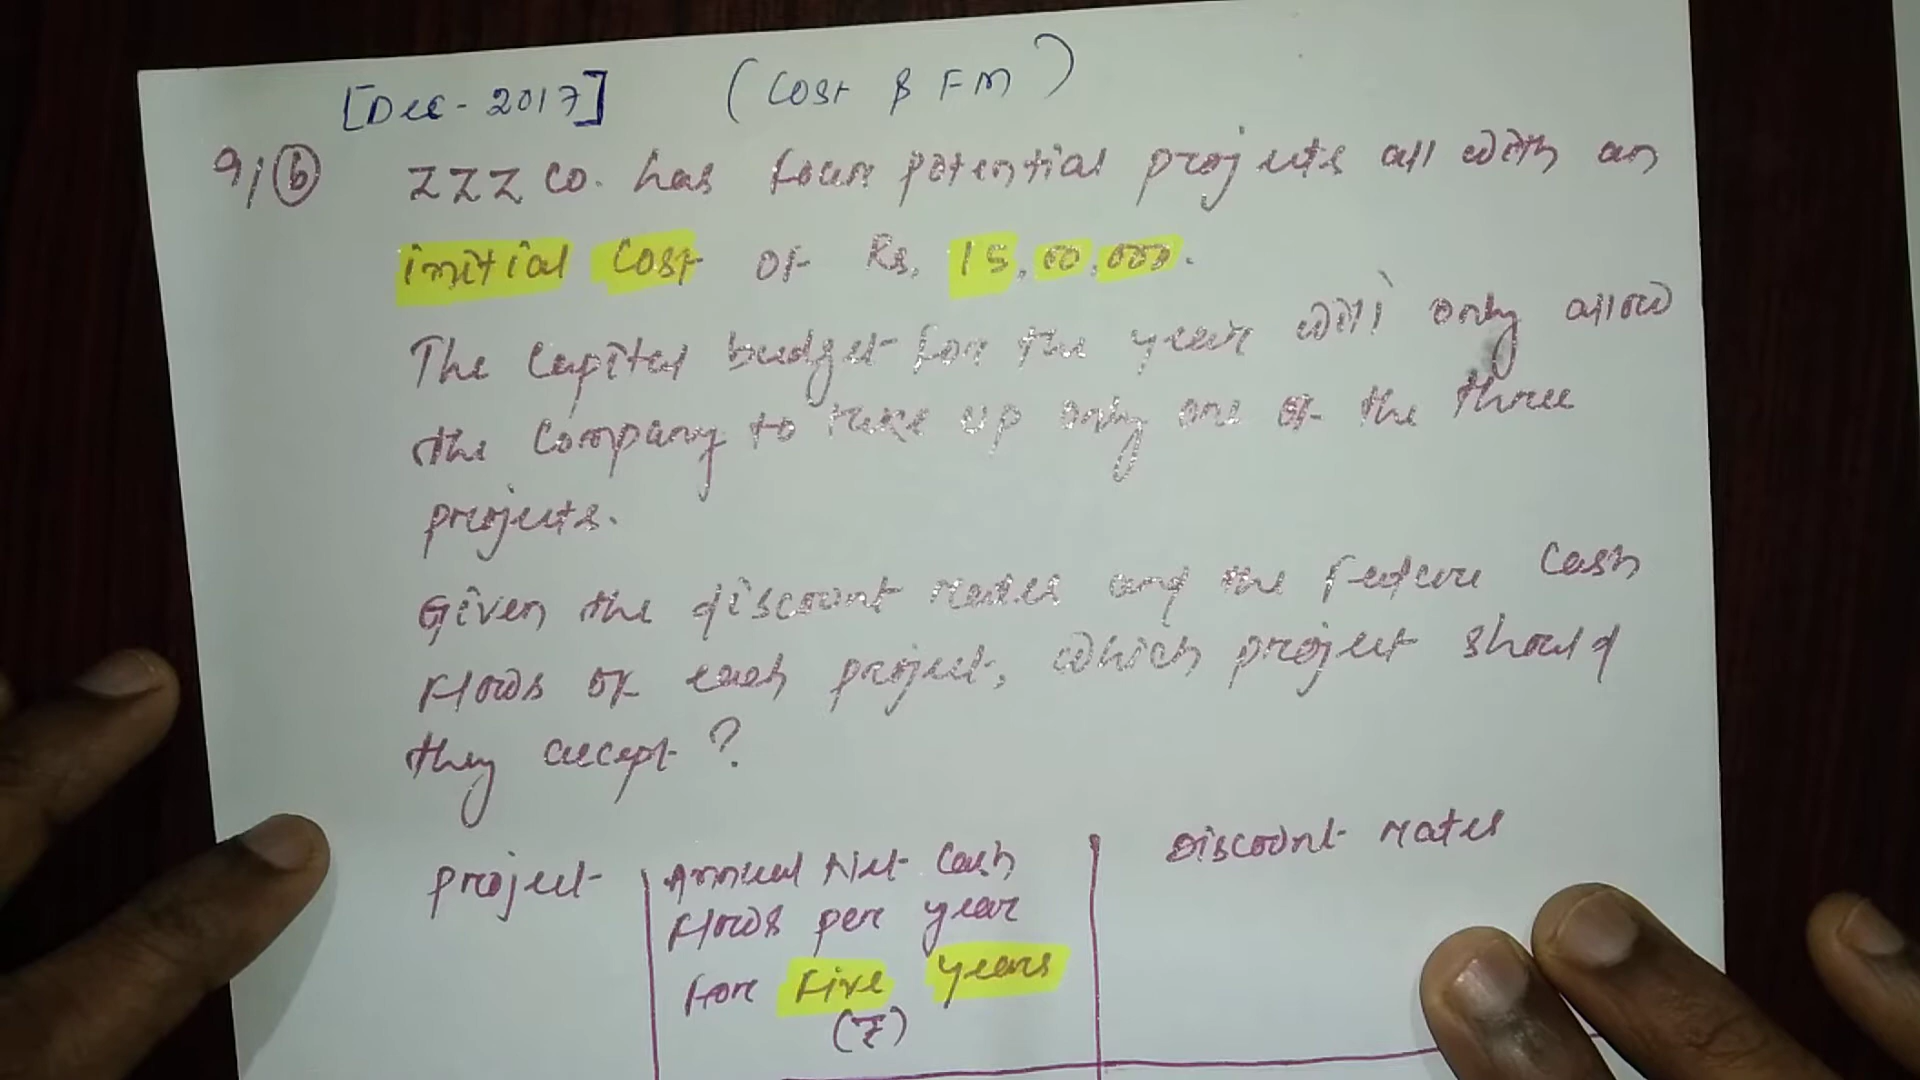 [Dec-2017] (Cost & FM)
9, (b) ZZZ Co. has four potential projects all with an
initial cost of Rs. 15,00,000.
The capital budget for the year will only allow
the company to take up only one of the three
projects.
Given the discount rates and the future cash
flows of each project, which project should
they accept?
project | Annual Net Cash | Discount rates
flows per year
for five years
(₹)